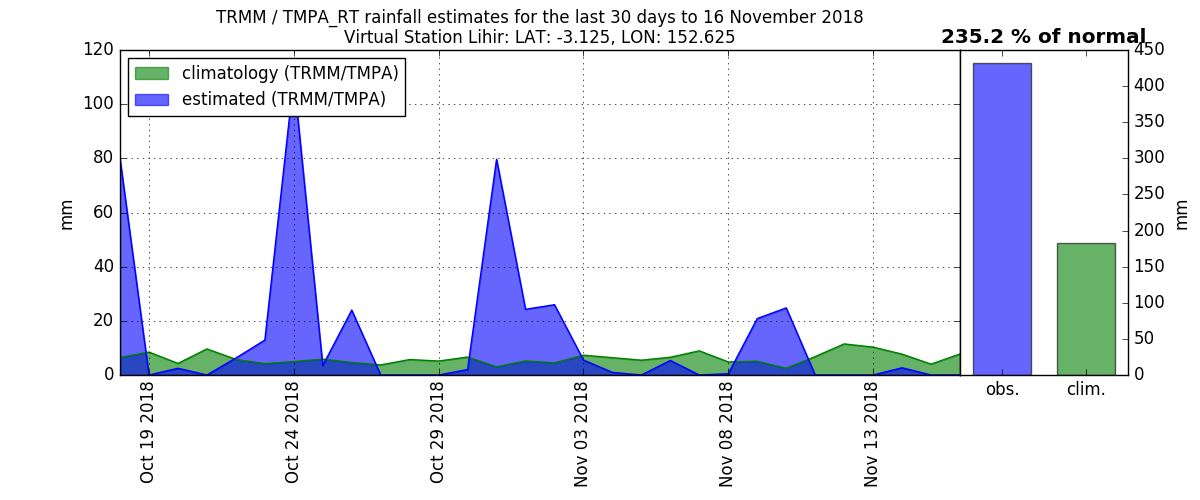 TRMM / TMPA_RT rainfall estimates for the last 30 days to 16 November 2018
Virtual Station Lihir: LAT: -3.125, LON: 152.625
235.2 % of normal
climatology (TRMM/TMPA)
estimated (TRMM/TMPA)
120
100
80
60
40
20
0
mm
Oct 19 2018
Oct 24 2018
Oct 29 2018
Nov 03 2018
Nov 08 2018
Nov 13 2018
obs.
clim.
450
400
350
300
250
200
150
100
50
0
mm